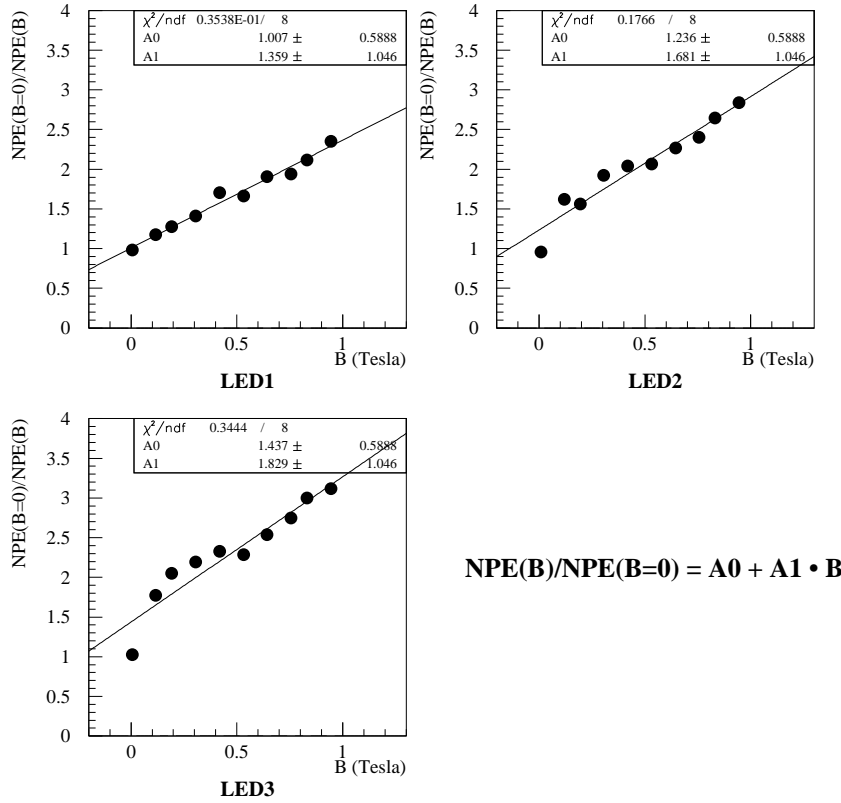 χ²/ndf 0.3538E-01/ 8
A0 1.007 ± 0.5888
A1 1.359 ± 1.046
NPE(B=0)/NPE(B)
4
3.5
3
2.5
2
1.5
1
0.5
0
0 0.5 1
B (Tesla)
LED1
χ²/ndf 0.1766 / 8
A0 1.236 ± 0.5888
A1 1.681 ± 1.046
NPE(B=0)/NPE(B)
4
3.5
3
2.5
2
1.5
1
0.5
0
0 0.5 1
B (Tesla)
LED2
χ²/ndf 0.3444 / 8
A0 1.437 ± 0.5888
A1 1.829 ± 1.046
NPE(B=0)/NPE(B)
4
3.5
3
2.5
2
1.5
1
0.5
0
0 0.5 1
B (Tesla)
LED3
NPE(B)/NPE(B=0) = A0 + A1 • B